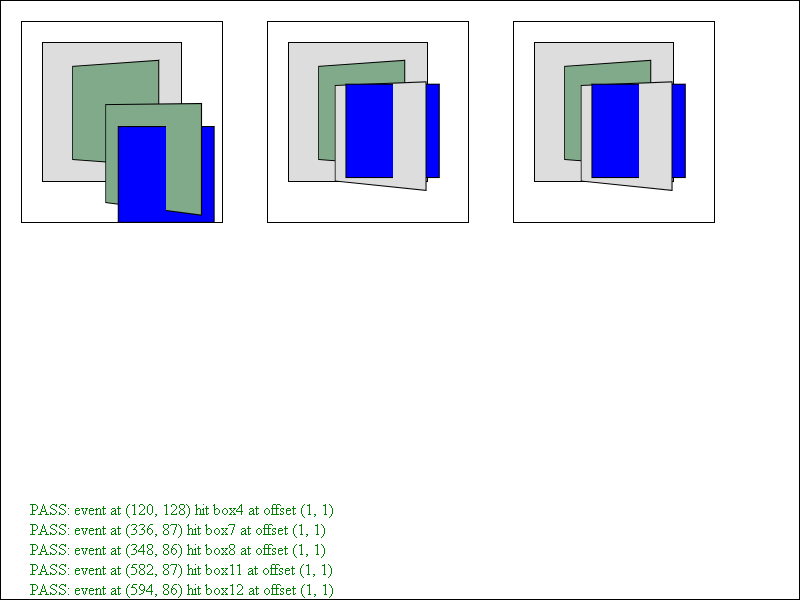 PASS: event at (120, 128) hit box4 at offset (1, 1)
PASS: event at (336, 87) hit box7 at offset (1, 1)
PASS: event at (348, 86) hit box8 at offset (1, 1)
PASS: event at (582, 87) hit box11 at offset (1, 1)
PASS: event at (594, 86) hit box12 at offset (1, 1)